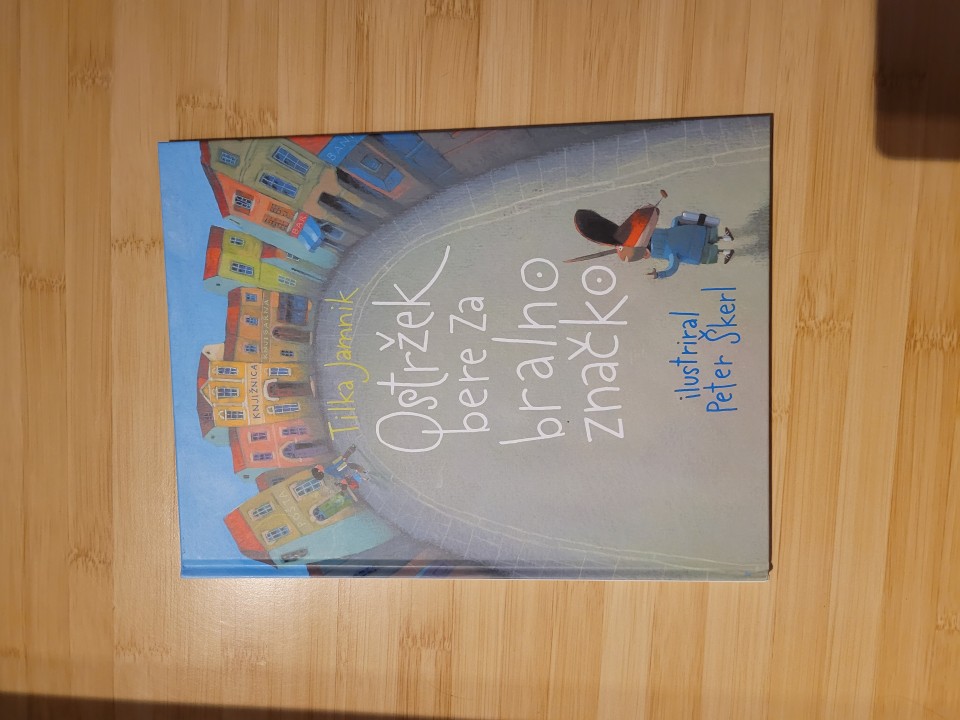 Tilka Jamnik
Ostržek
bere za
bralno
značko
ilustriral
Peter Škerl
KNJIŽNICA